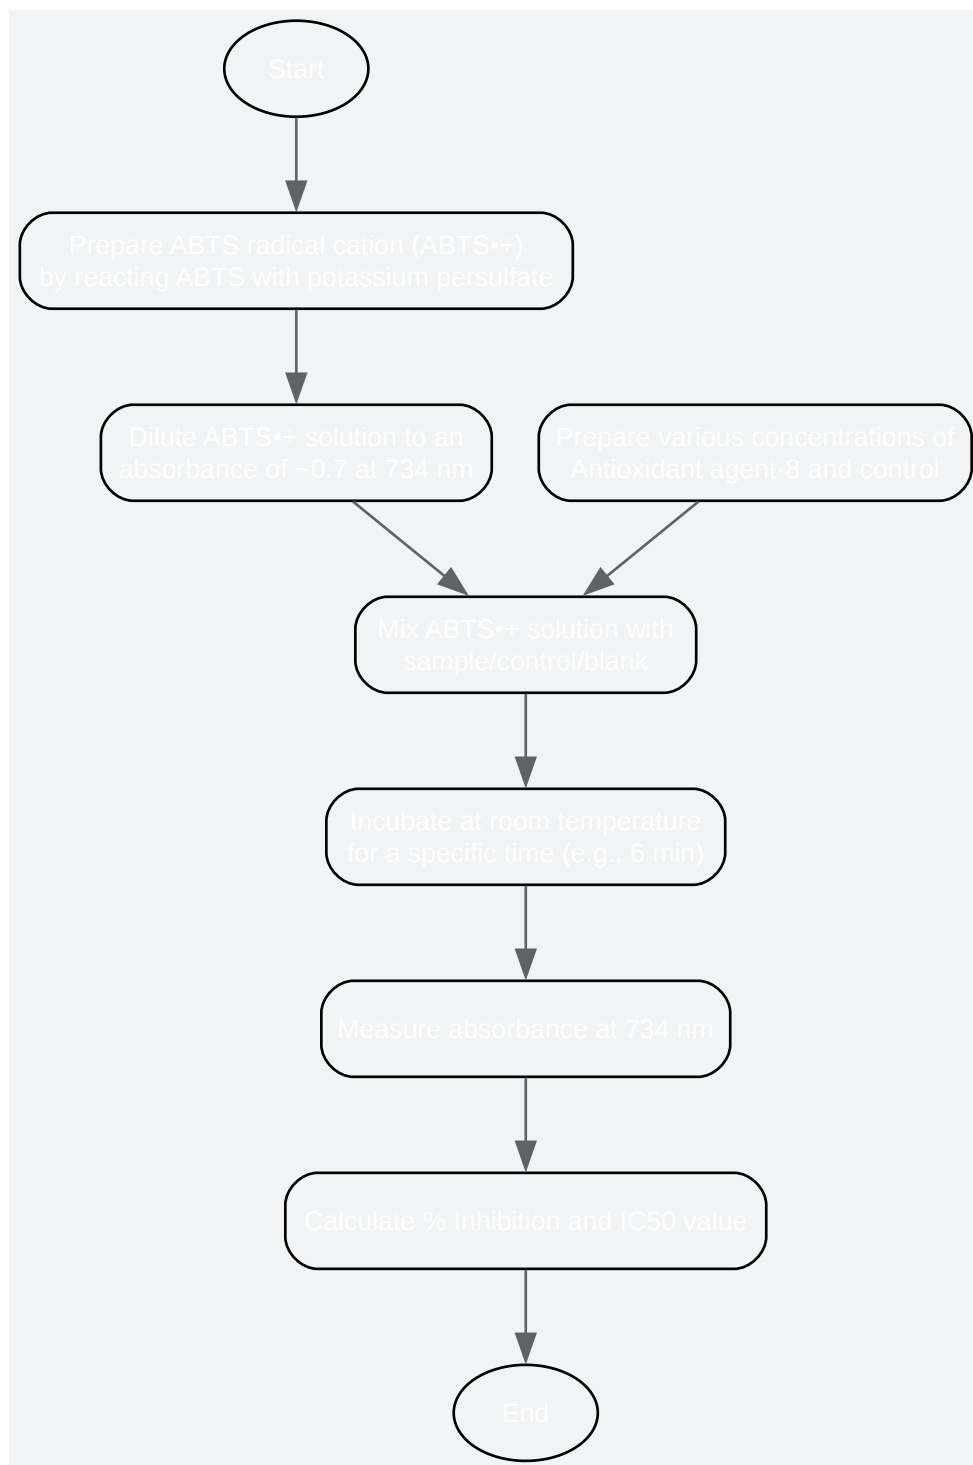 Start
Prepare ABTS radical cation (ABTS•+)
by reacting ABTS with potassium persulfate
Dilute ABTS•+ solution to an
absorbance of ~0.7 at 734 nm
Prepare various concentrations of
Antioxidant agent-8 and control
Mix ABTS•+ solution with
sample/control/blank
Incubate at room temperature
for a specific time (e.g., 6 min)
Measure absorbance at 734 nm
Calculate % Inhibition and IC50 value
End